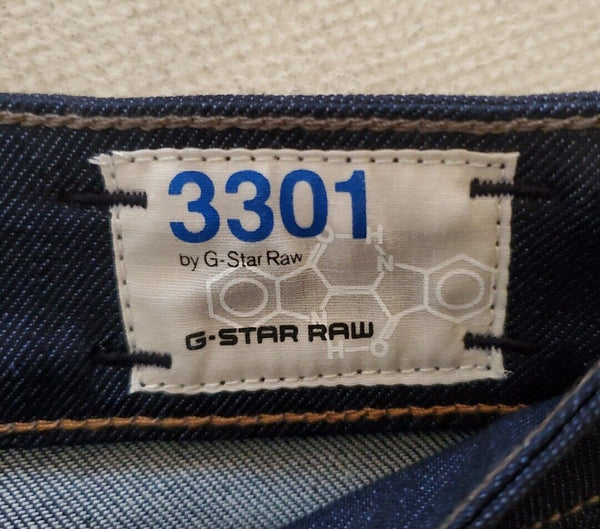 3301
by G-Star Raw
O H
N
G-STAR RAW
N
H O